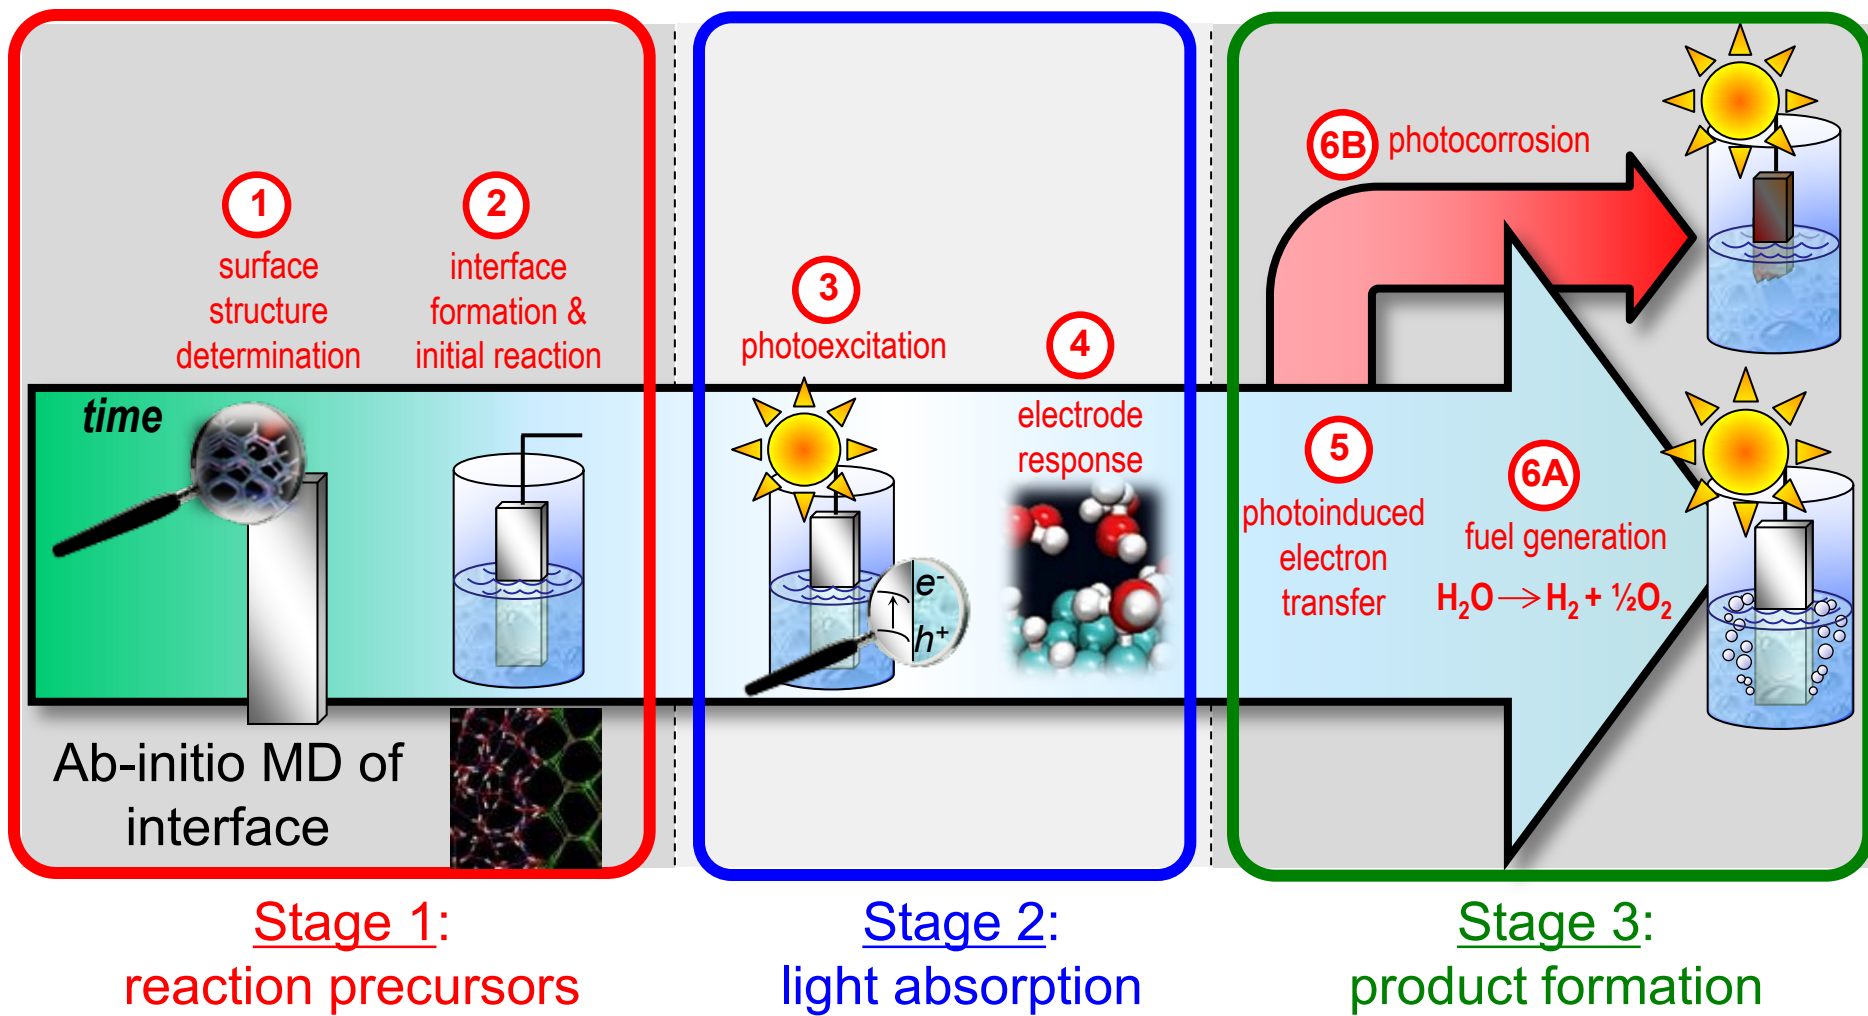 1
surface
structure
determination
2
interface
formation &
initial reaction
time
Ab-initio MD of
interface
3
photoexcitation
4
electrode
response
e⁻
h⁺
6B
photocorrosion
5
photoinduced
electron
transfer
6A
fuel generation
H₂O→H₂ + ½O₂
Stage 1:
reaction precursors
Stage 2:
light absorption
Stage 3:
product formation